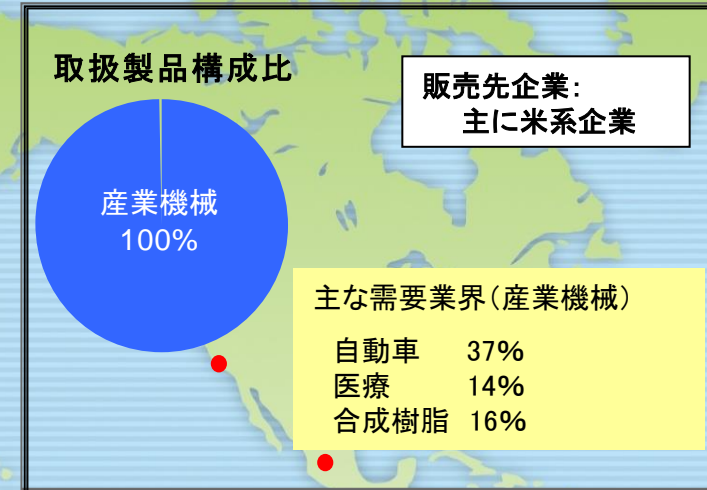 取扱製品構成比
販売先企業：
主に米系企業
産業機械
100%
主な需要業界（産業機械）
自動車 37%
医療 14%
合成樹脂 16%